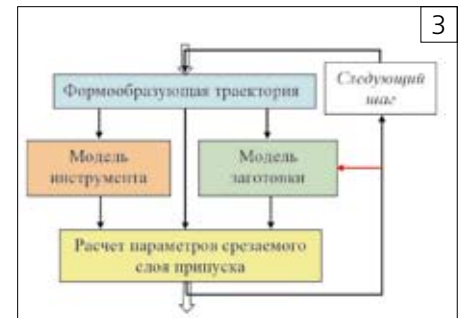 3
Формообразующая траектория
Следующий
шаг
Модель
инструмента
Модель
заготовки
Расчет параметров срезаемого
слоя припуска